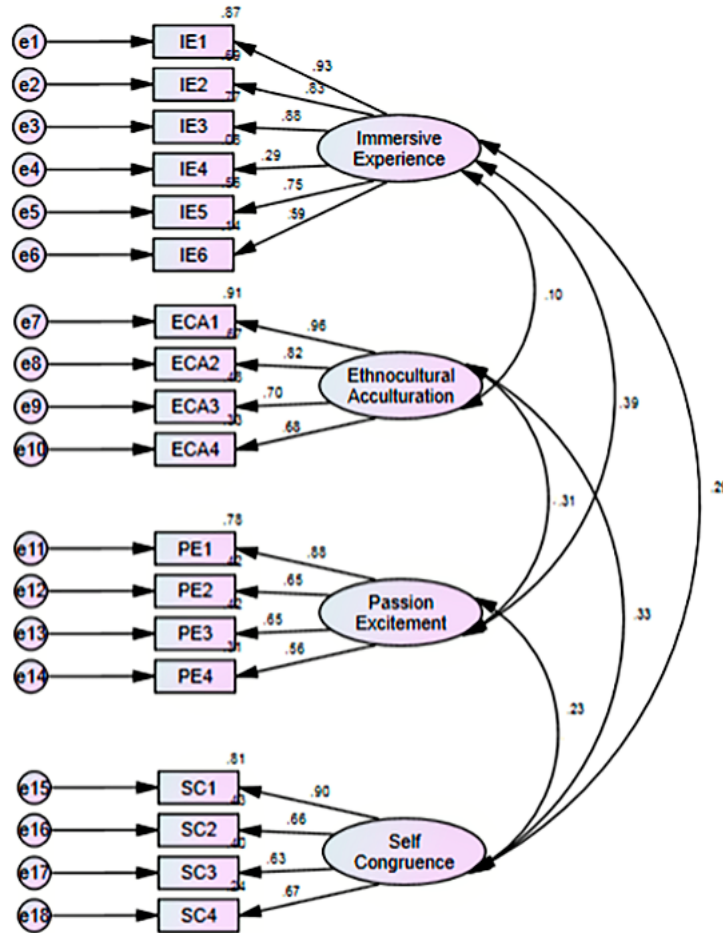 .87
e1 IE1
.93
e2 IE2
.83
e3 IE3
.88
e4 IE4
.29
e5 IE5
.75
e6 IE6
.59
Immersive
Experience
.10
.91
e7 ECA1
.96
e8 ECA2
.82
e9 ECA3
.70
e10 ECA4
.68
Ethnocultural
Acculturation
.39
.31
.78
e11 PE1
.88
e12 PE2
.65
e13 PE3
.65
e14 PE4
.56
Passion
Excitement
.33
.23
.81
e15 SC1
.90
e16 SC2
.66
e17 SC3
.63
e18 SC4
.67
Self
Congruence